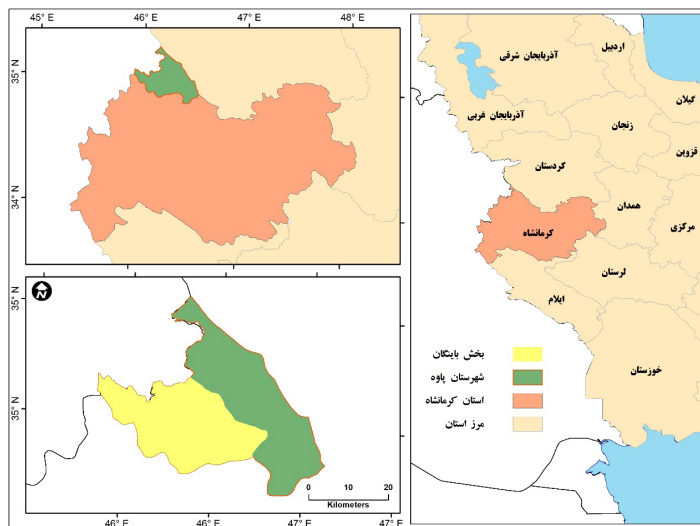 45° E 46° E 47° E 48° E
35° N
34° N
N
35° N
35° N
0 10 20
Kilometers
46° E 46° E 47° E 47° E
آذربایجان شرقی
اردبیل
گیلان
آذربایجان غربی
زنجان
قزوین
کردستان
همدان
مرکزی
کرمانشاه
لرستان
ایلام
خوزستان
بخش باینگان
شهرستان پاوه
استان کرمانشاه
مرز استان